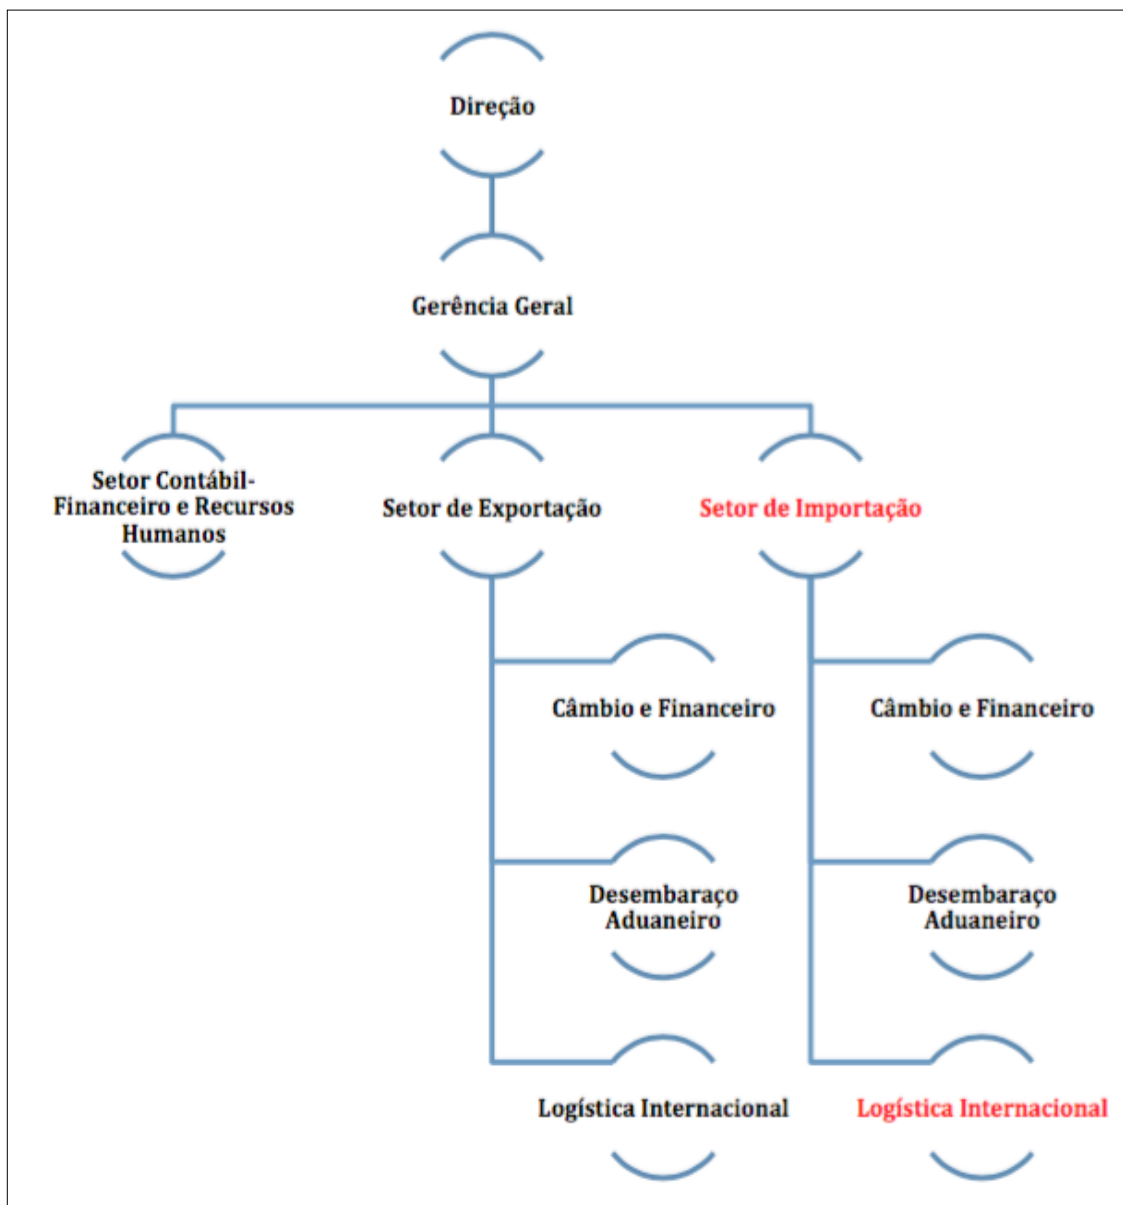 Direção
Gerência Geral
Setor Contábil-
Financeiro e Recursos
Humanos
Setor de Exportação
Setor de Importação
Câmbio e Financeiro
Câmbio e Financeiro
Desembaraço
Aduaneiro
Desembaraço
Aduaneiro
Logística Internacional
Logística Internacional